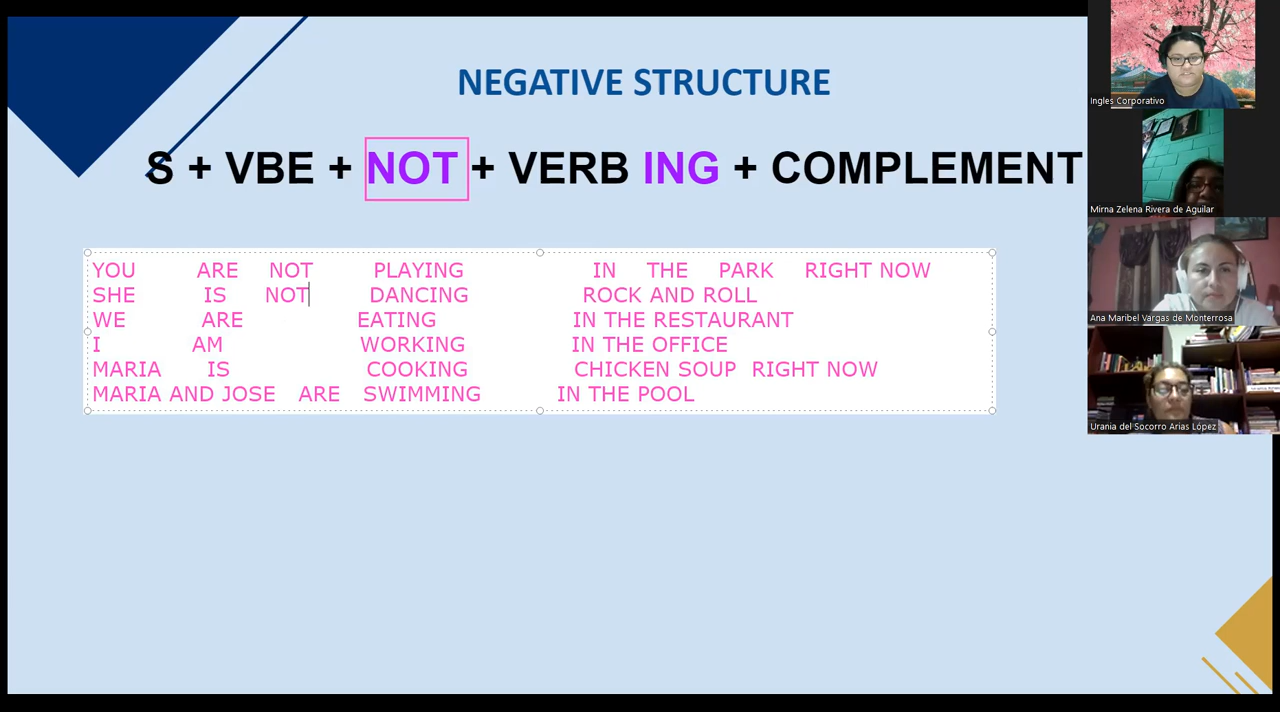 NEGATIVE STRUCTURE
S + VBE + NOT + VERB ING + COMPLEMENT
YOU ARE NOT PLAYING IN THE PARK RIGHT NOW
SHE IS NOT DANCING ROCK AND ROLL
WE ARE EATING IN THE RESTAURANT
I AM WORKING IN THE OFFICE
MARIA IS COOKING CHICKEN SOUP RIGHT NOW
MARIA AND JOSE ARE SWIMMING IN THE POOL
Ingles Corporativo
Mirna Zelena Rivera de Aguilar
Ana Maribel Vargas de Monterrosa
Urania del Socorro Arias López